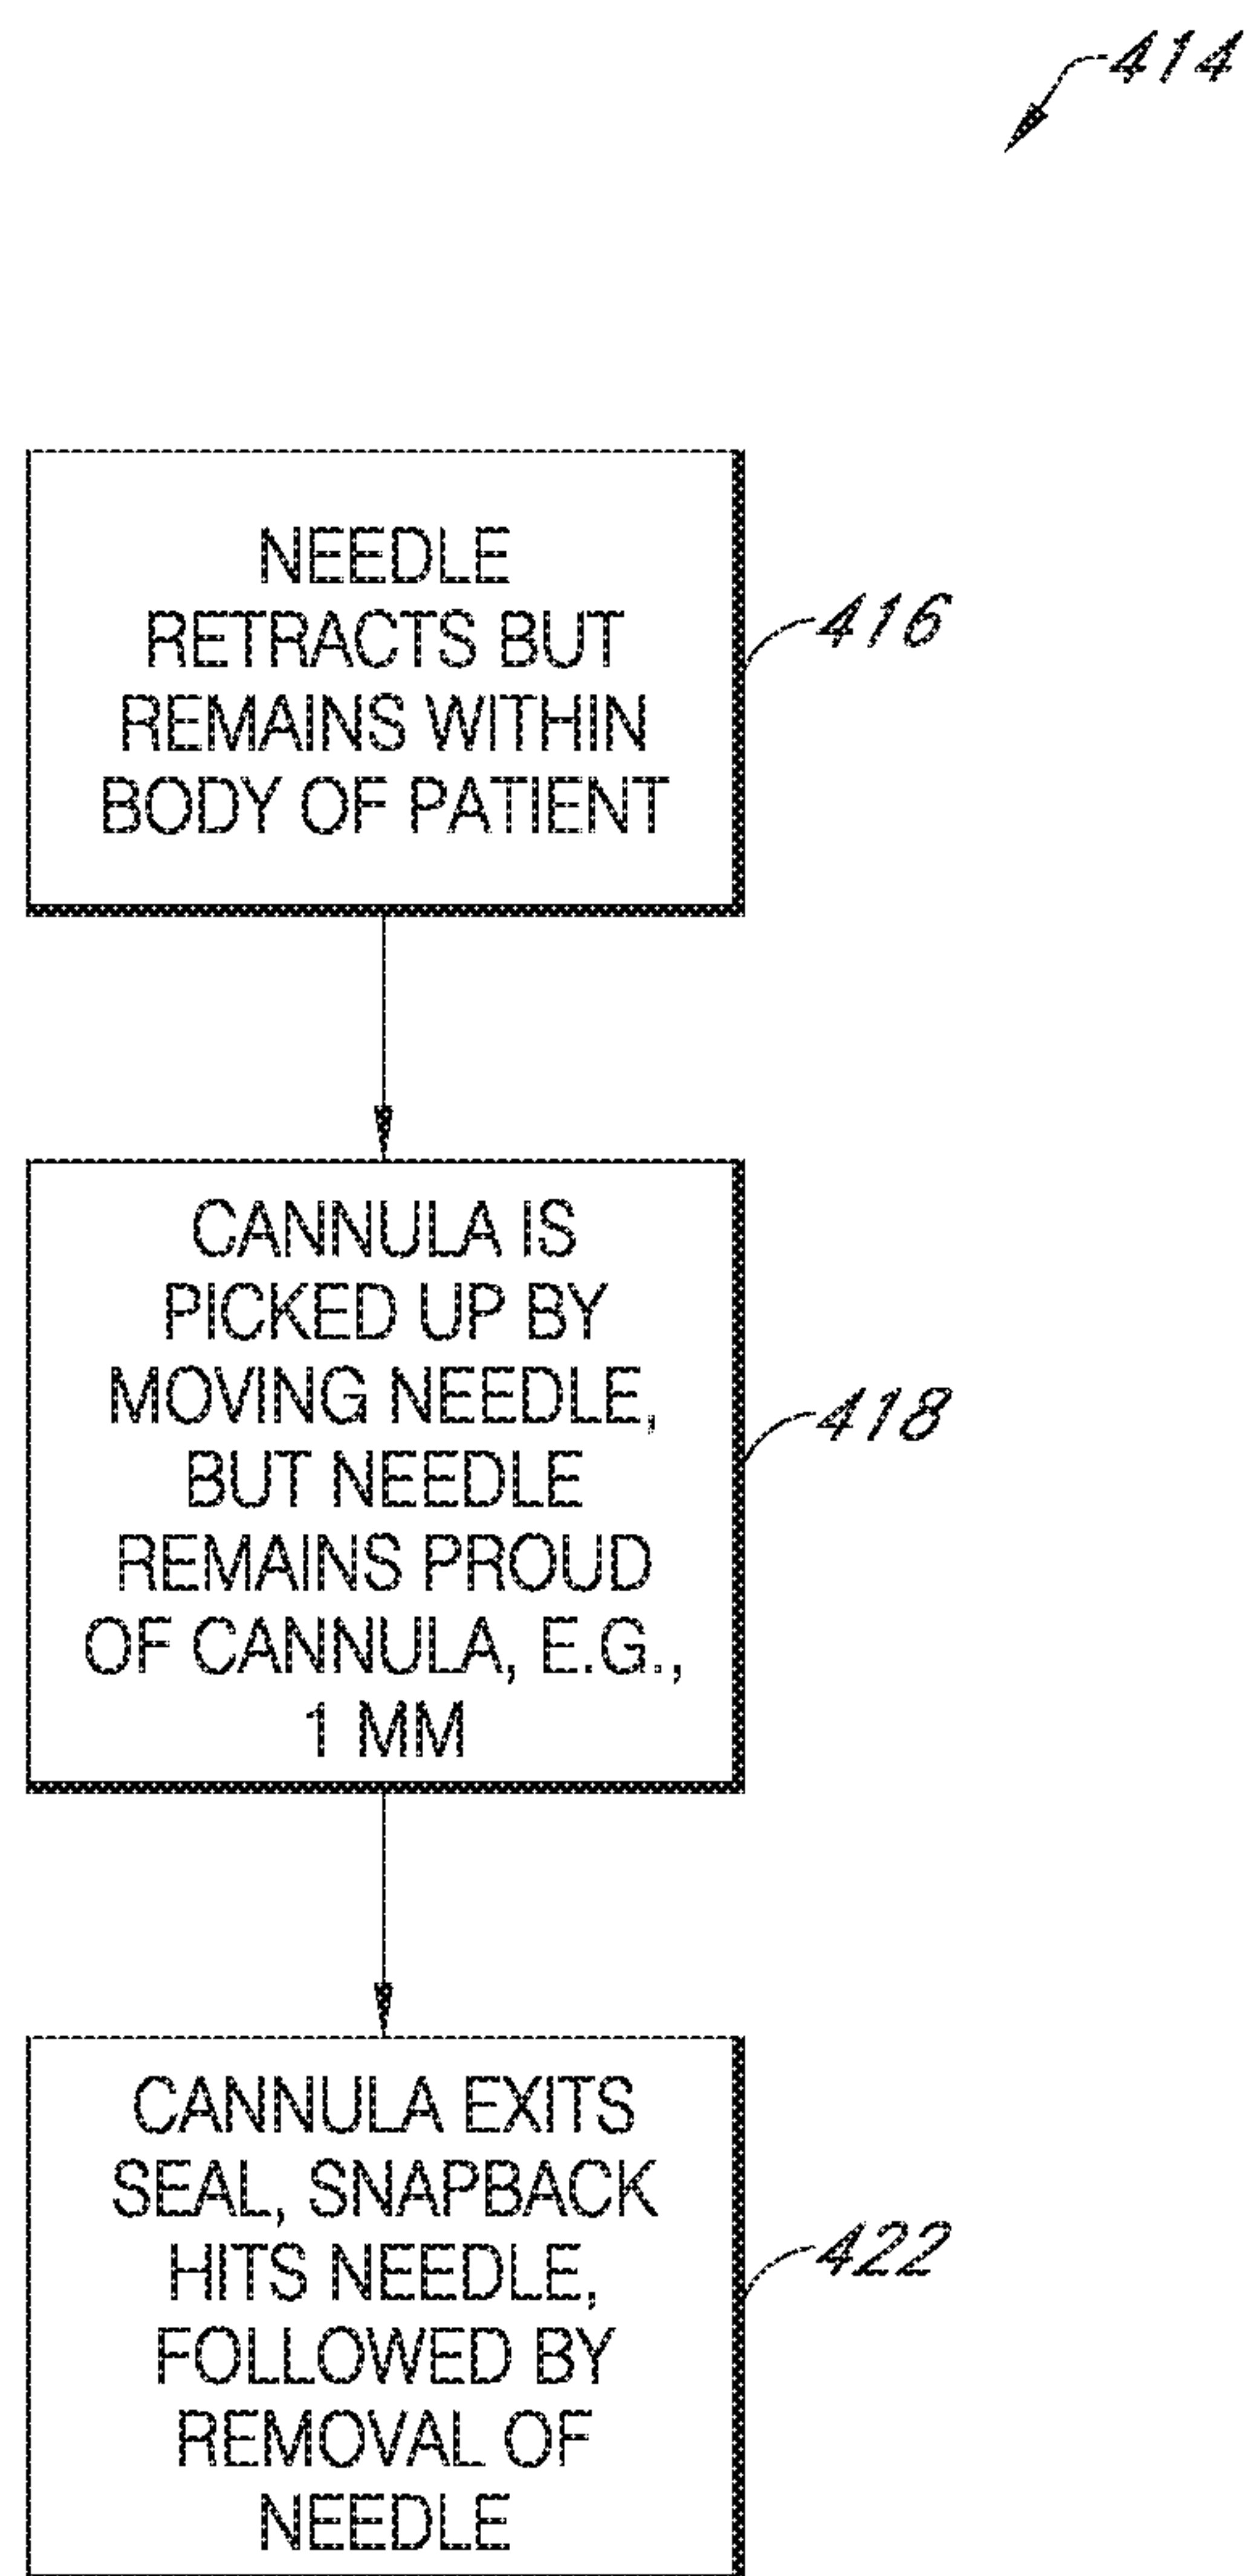 414
NEEDLE
RETRACTS BUT
REMAINS WITHIN
BODY OF PATIENT
416
CANNULA IS
PICKED UP BY
MOVING NEEDLE,
BUT NEEDLE
REMAINS PROUD
OF CANNULA, E.G.,
1 MM
418
CANNULA EXITS
SEAL, SNAPBACK
HITS NEEDLE,
FOLLOWED BY
REMOVAL OF
NEEDLE
422